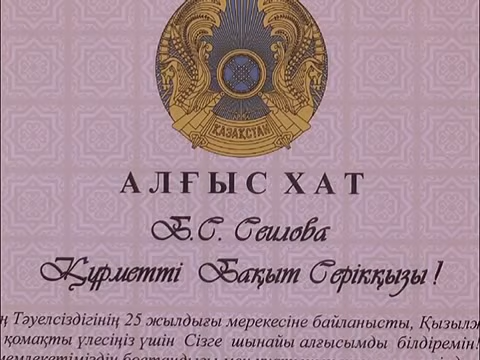 ҚАЗАҚСТАН
АЛҒЫС ХАТ
Б.С. Сеилова
Құрметті Бақыт Серікқызы !
ң Тәуелсіздігінің 25 жылдығы мерекесіне байланысты, Қызылж
қомақты үлесіңіз үшін Сізге шынайы алғысымды білдіремін!